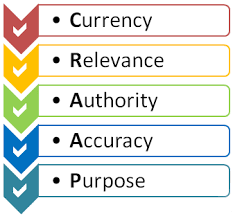 • Currency
• Relevance
• Authority
• Accuracy
• Purpose